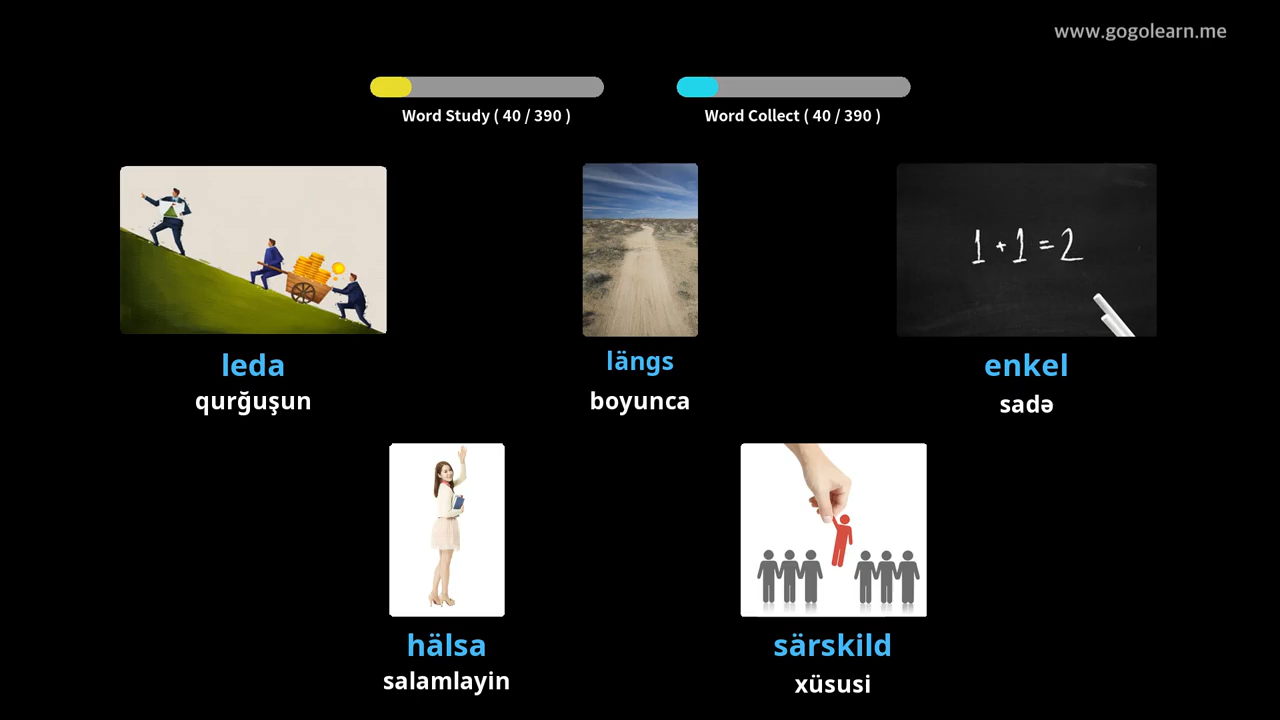 www.gogolearn.me
Word Study ( 40 / 390 )
Word Collect ( 40 / 390 )
1 + 1 = 2
leda
qurğuşun
längs
boyunca
enkel
sadə
hälsa
salamlayin
särskild
xüsusi